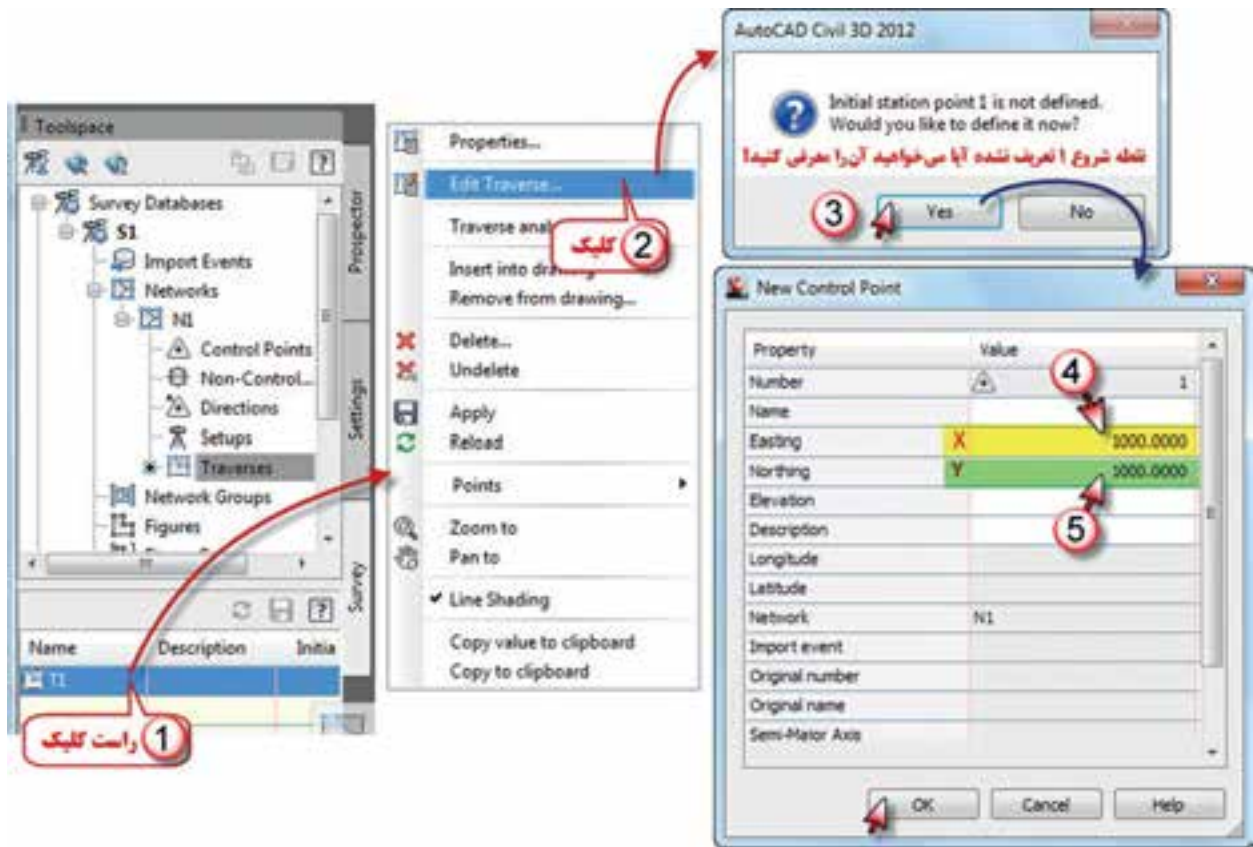 Toolspace
Survey Databases
S1
Import Events
Networks
N1
Control Points
Non-Control...
Directions
Setups
Traverses
Network Groups
Figures
Prospector
Settings
Survey
Name Description Initia
T1
1 راست کلیک
Properties...
Edit Traverse...
Traverse anal
2 کلیک
Insert into drawing
Remove from drawing...
Delete...
Undelete
Apply
Reload
Points
Zoom to
Pan to
Line Shading
Copy value to clipboard
Copy to clipboard
AutoCAD Civil 3D 2012
Initial station point 1 is not defined.
Would you like to define it now?
نقطه شروع 1 تعریف نشده آیا می‌خواهید آن را معرفی کنید!
3
Yes No
New Control Point
Property Value
Number 1
4
Name
Easting X 1000.0000
Northing Y 1000.0000
Elevation
5
Description
Longitude
Latitude
Network N1
Import event
Original number
Original name
Semi-Major Axis
OK Cancel Help